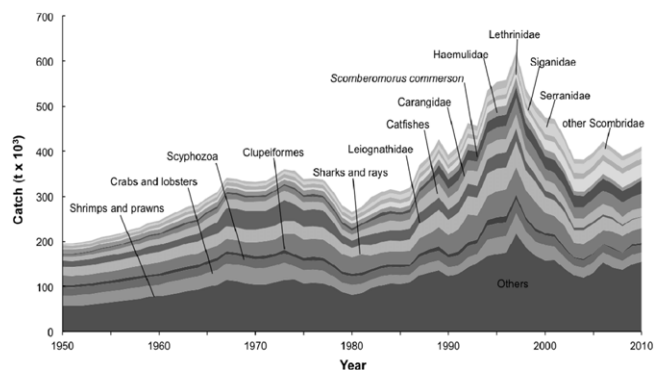 700
600
500
400
300
200
100
0
Catch (t x 10³)
Lethrinidae
Haemulidae
Siganidae
Scomberomorus commerson
Serranidae
Carangidae
other Scombridae
Catfishes
Leiognathidae
Clupeiformes
Scyphozoa
Sharks and rays
Crabs and lobsters
Shrimps and prawns
Others
1950 1960 1970 1980 1990 2000 2010
Year